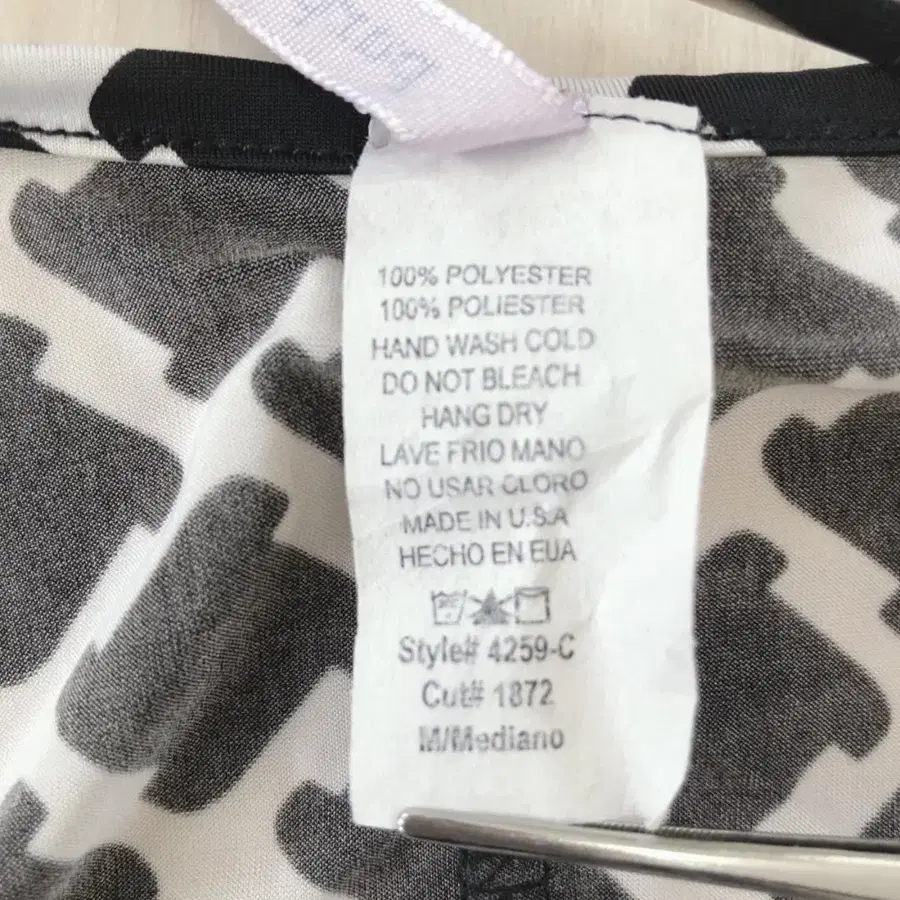 100% POLYESTER
100% POLIESTER
HAND WASH COLD
DO NOT BLEACH
HANG DRY
LAVE FRIO MANO
NO USAR CLORO
MADE IN U.S.A
HECHO EN EUA
Style# 4259-C
Cut# 1872
M/Mediano